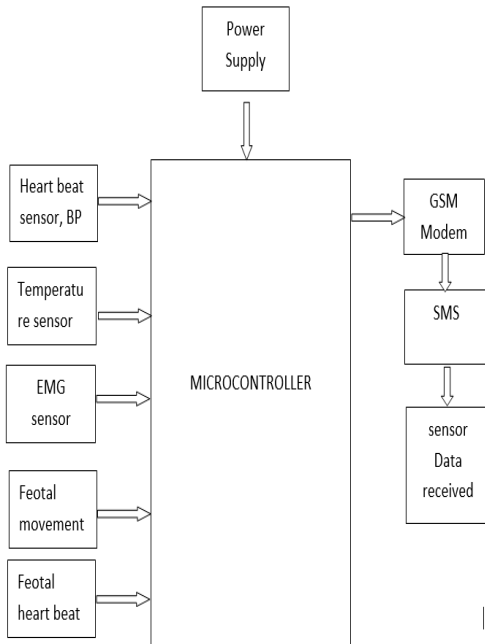 Power
Supply
Heart beat
sensor, BP
Temperatu
re sensor
EMG
sensor
Feotal
movement
Feotal
heart beat
MICROCONTROLLER
GSM
Modem
SMS
sensor
Data
received